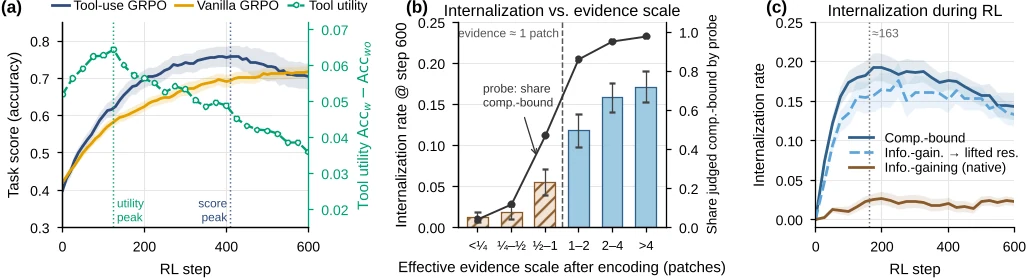 (a)
Tool-use GRPO
Vanilla GRPO
Tool utility
Task score (accuracy)
0.8
0.7
0.6
0.5
0.4
0.3
0.07
0.06
0.05
0.04
0.03
0.02
Tool utility Acc_w − Acc_wo
utility
peak
score
peak
0
200
400
600
RL step
(b)
Internalization vs. evidence scale
evidence ≈ 1 patch
probe: share
comp.-bound
Internalization rate @ step 600
0.25
0.20
0.15
0.10
0.05
0.00
1.0
0.8
0.6
0.4
0.2
0.0
Share judged comp.-bound by probe
<¼
¼–½
½–1
1–2
2–4
>4
Effective evidence scale after encoding (patches)
(c)
Internalization during RL
≈163
Internalization rate
0.25
0.20
0.15
0.10
0.05
0.00
Comp.-bound
Info.-gain. → lifted res.
Info.-gaining (native)
0
200
400
600
RL step